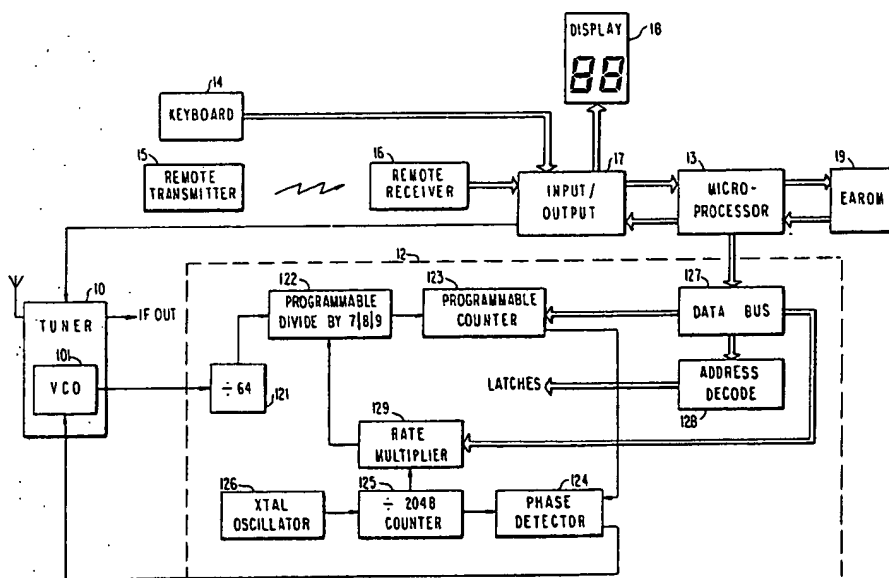 DISPLAY
18
88
14
KEYBOARD
15
REMOTE
TRANSMITTER
16
REMOTE
RECEIVER
17
INPUT/
OUTPUT
13
MICRO-
PROCESSOR
19
EAROM
12
10
TUNER
IF OUT
101
VCO
122
PROGRAMMABLE
DIVIDE BY 7|8|9
123
PROGRAMMABLE
COUNTER
127
DATA BUS
÷ 64
121
LATCHES
ADDRESS
DECODE
128
129
RATE
MULTIPLIER
126
XTAL
OSCILLATOR
125
÷ 2048
COUNTER
124
PHASE
DETECTOR